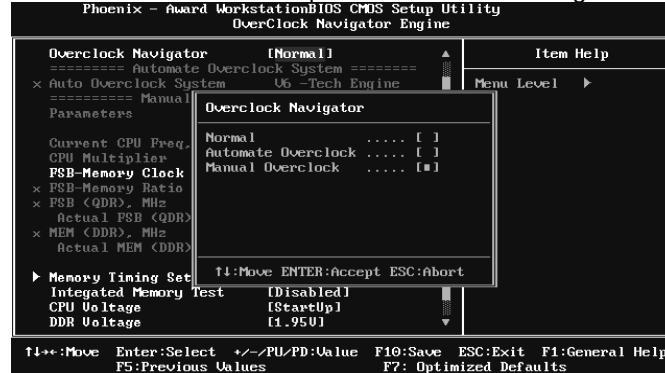 Phoenix - Award WorkstationBIOS CMOS Setup Utility
OverClock Navigator Engine
Overclock Navigator [Normal]
Item Help
========= Automate Overclock System ========
x Auto Overclock System V6 -Tech Engine
Menu Level ▶
========== Manual
Parameters
Current CPU Freq,
CPU Multiplier
FSB-Memory Clock
x FSB-Memory Ratio
x FSB (QDR), MHz
Actual FSB (QDR)
x MEM (DDR), MHz
Actual MEM (DDR)
Overclock Navigator
Normal ..... [ ]
Automate Overclock ..... [ ]
Manual Overclock ..... [■]
↑↓:Move ENTER:Accept ESC:Abort
▶ Memory Timing Set
Integated Memory Test [Disabled]
CPU Voltage [StartUp]
DDR Voltage [1.95V]
↑↓→←:Move Enter:Select +/-/PU/PD:Value F10:Save ESC:Exit F1:General Help
F5:Previous Values F7: Optimized Defaults